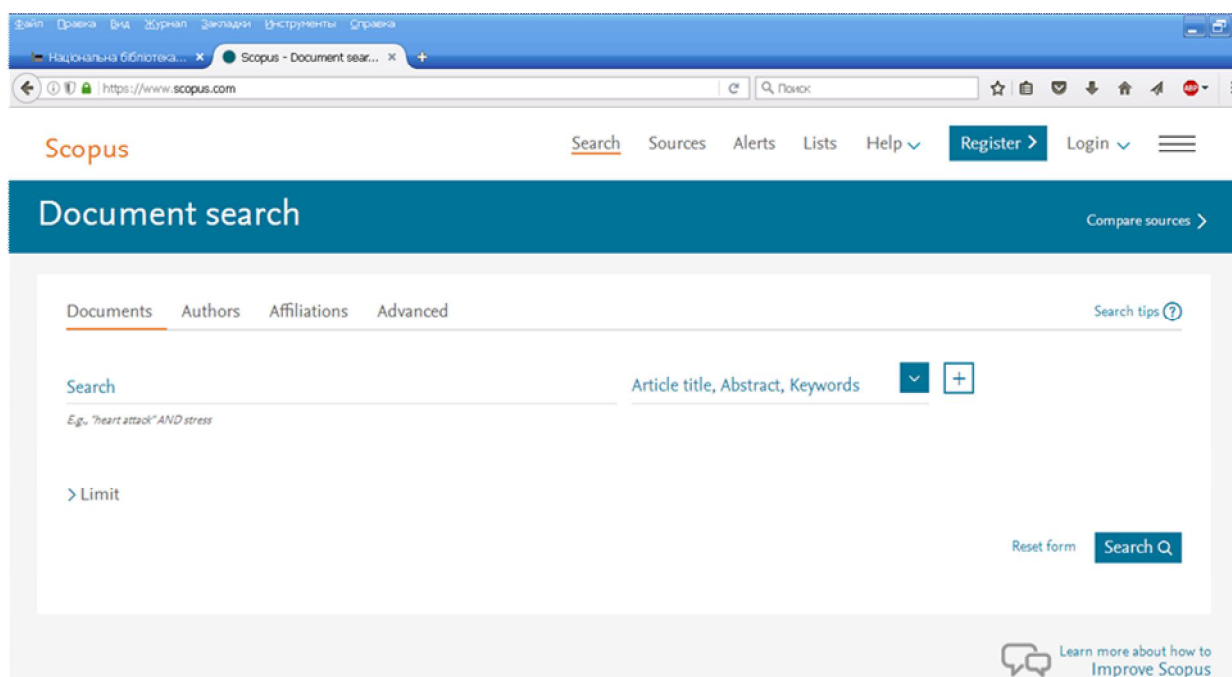 Файл Правка Вид Журнал Закладки Инструменты Справка
Національна бібліотека... × Scopus - Document sear... × +
https://www.scopus.com Поиск ABP
Scopus Search Sources Alerts Lists Help Register > Login
Document search Compare sources >
Documents Authors Affiliations Advanced Search tips ?
Search Article title, Abstract, Keywords +
E.g., "heart attack" AND stress
> Limit
Reset form Search
Learn more about how to
Improve Scopus